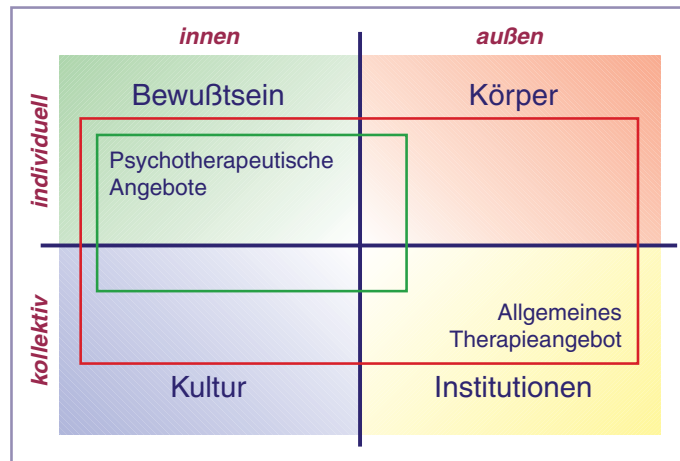 innen
außen
individuell
Bewußtsein
Körper
Psychotherapeutische
Angebote
kollektiv
Allgemeines
Therapieangebot
Kultur
Institutionen